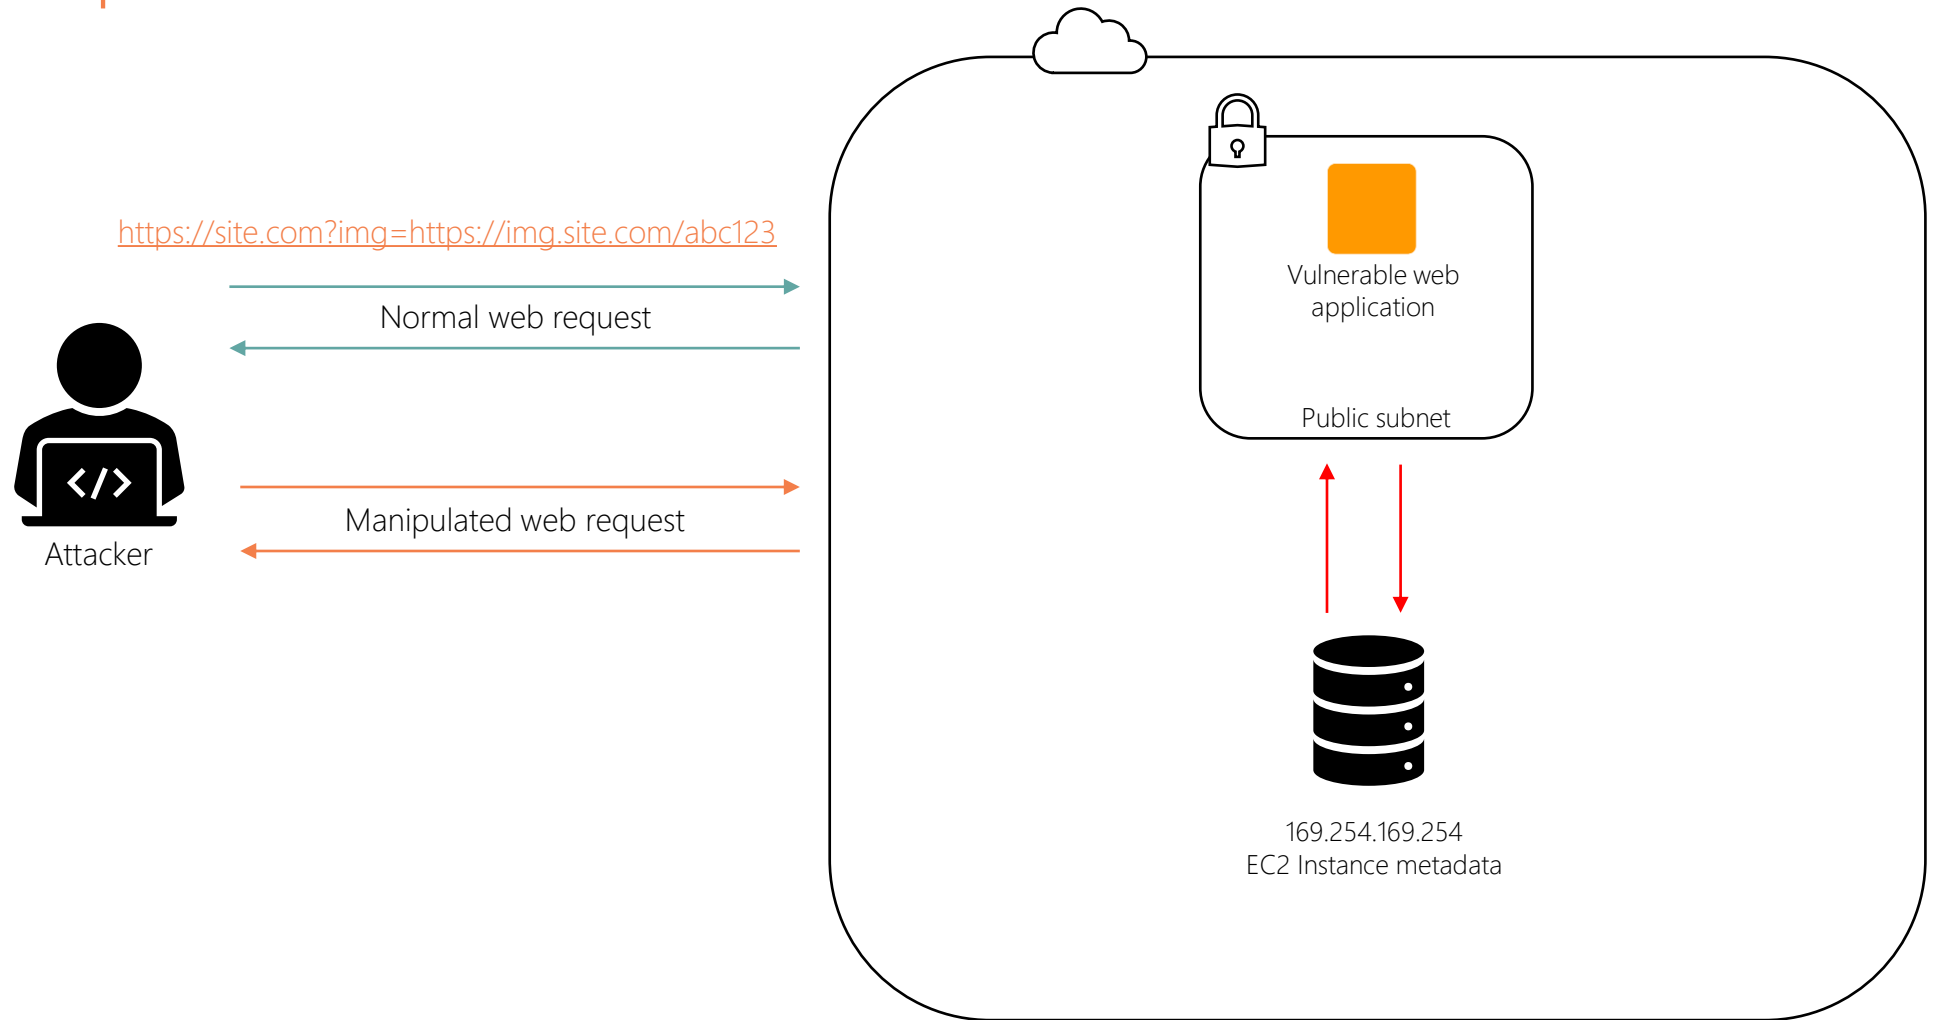 https://site.com?img=https://img.site.com/abc123
Normal web request
Manipulated web request
</>
Attacker
Vulnerable web
application
Public subnet
169.254.169.254
EC2 Instance metadata